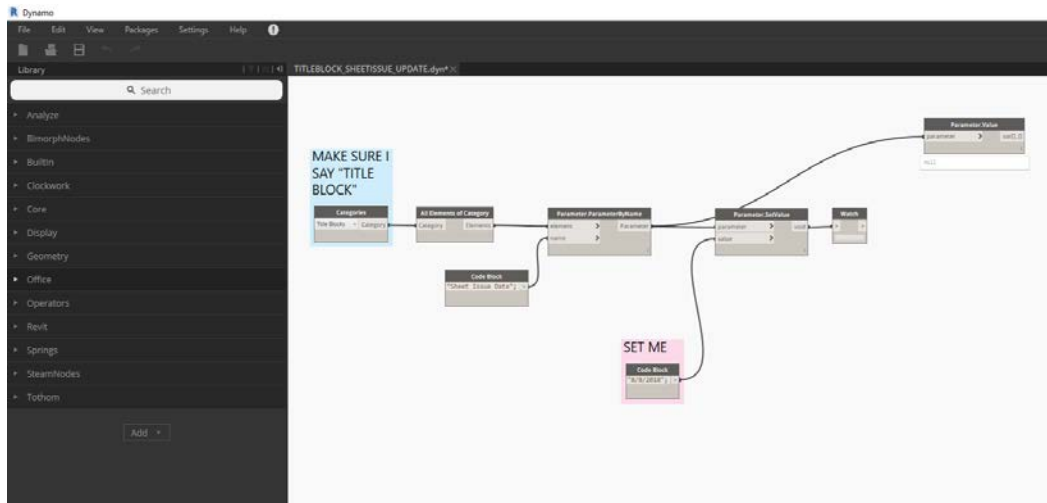 Dynamo
File Edit View Packages Settings Help
Library
TITLEBLOCK_SHEETISSUE_UPDATE.dyn*
Search
Analyze
BimorphNodes
BuiltIn
Clockwork
Core
Display
Geometry
Office
Operators
Revit
Springs
SteamNodes
Tothom
Add
MAKE SURE I
SAY "TITLE
BLOCK"
Categories
Title Blocks Category
All Elements of Category
Category Elements
Parameter.ParameterByName
element Parameter
name
Code Block
"Sheet Issue Date";
Parameter.SetValue
parameter void
value
Watch
Parameter.Value
parameter var[]..[]
null
SET ME
Code Block